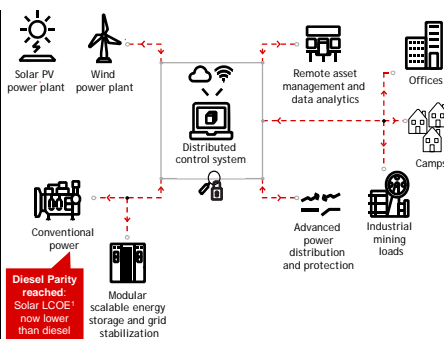 Solar PV
power plant
Wind
power plant
Distributed
control system
Remote asset
management and
data analytics
Offices
Camps
Conventional
power
Diesel Parity
reached:
Solar LCOE¹
now lower
than diesel
Modular
scalable energy
storage and grid
stabilization
Advanced
power
distribution
and protection
Industrial
mining
loads